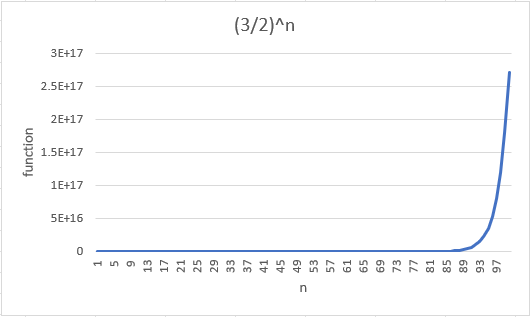 (3/2)^n
3E+17
2.5E+17
2E+17
1.5E+17
1E+17
5E+16
0
function
1 5 9 13 17 21 25 29 33 37 41 45 49 53 57 61 65 69 73 77 81 85 89 93 97
n